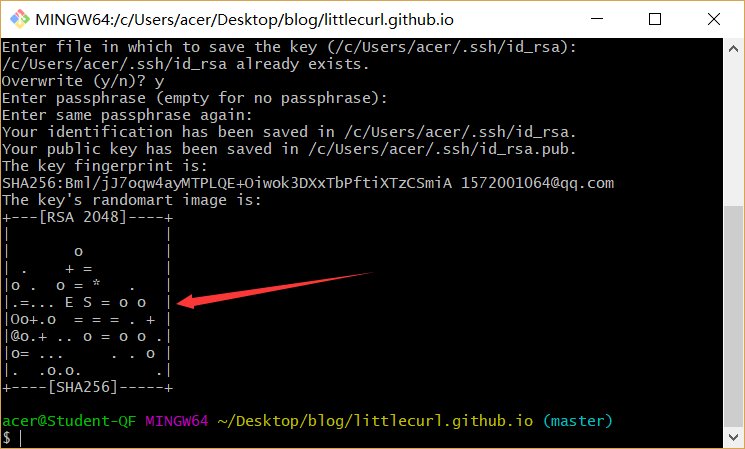 MINGW64:/c/Users/acer/Desktop/blog/littlecurl.github.io
Enter file in which to save the key (/c/Users/acer/.ssh/id_rsa):
/c/Users/acer/.ssh/id_rsa already exists.
Overwrite (y/n)? y
Enter passphrase (empty for no passphrase):
Enter same passphrase again:
Your identification has been saved in /c/Users/acer/.ssh/id_rsa.
Your public key has been saved in /c/Users/acer/.ssh/id_rsa.pub.
The key fingerprint is:
SHA256:Bml/jJ7oqw4ayMTPLQE+Oiwok3DXxTbPftiXTzCSmiA 1572001064@qq.com
The key's randomart image is:
+---[RSA 2048]----+
|                 |
|       o         |
| .    + =        |
|o .  o = *   .   |
|.=... E S = o o  |
|Oo+.o  = = = . + |
|@o.+ .. o = o o .|
|o= ...     . . o |
|.  .o.o.        .|
+----[SHA256]-----+
acer@Student-QF MINGW64 ~/Desktop/blog/littlecurl.github.io (master)
$